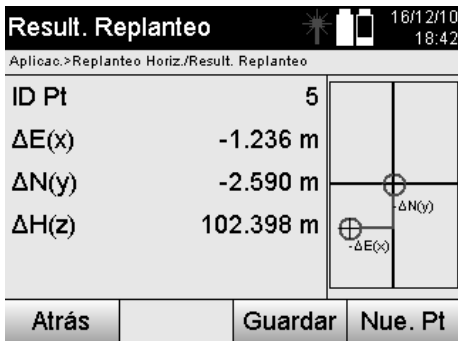 Result. Replanteo
16/12/10
18:42
Aplicac.>Replanteo Horiz./Result. Replanteo
ID Pt 5
ΔE(x) -1.236 m
ΔN(y) -2.590 m
ΔH(z) 102.398 m
-ΔN(y)
-ΔE(x)
Atrás Guardar Nue. Pt